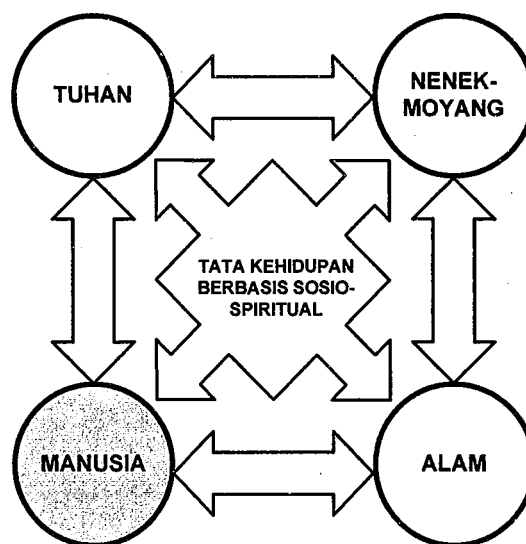 TUHAN
NENEK-
MOYANG
TATA KEHIDUPAN
BERBASIS SOSIO-
SPIRITUAL
MANUSIA
ALAM